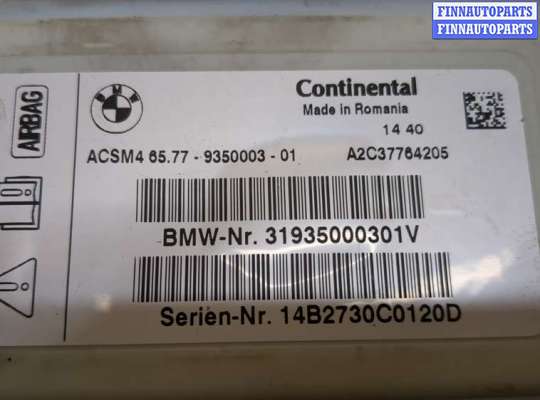 FINNAUTOPARTS
FINNAUTOPARTS
AIRBAG
BMW
Continental
Made in Romania
14 40
ACSM4 65.77 - 9350003 - 01
A2C37764205
BMW-Nr. 31935000301V
Serien-Nr. 14B2730C0120D